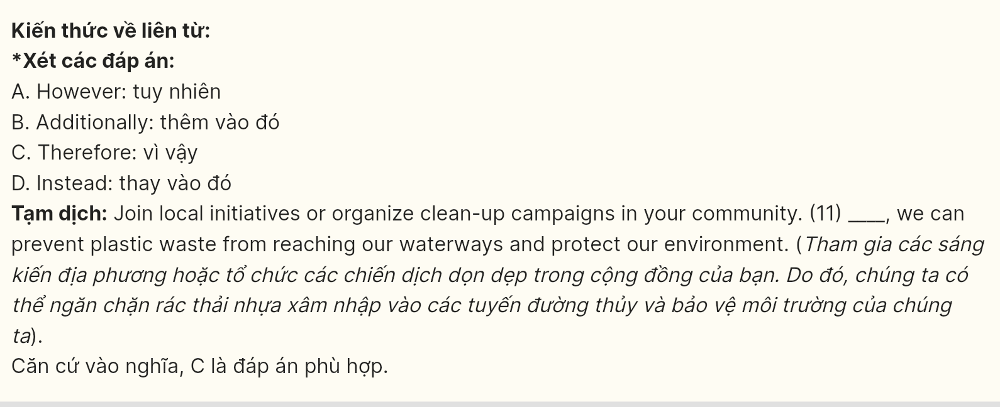 Kiến thức về liên từ:
*Xét các đáp án:
A. However: tuy nhiên
B. Additionally: thêm vào đó
C. Therefore: vì vậy
D. Instead: thay vào đó
Tạm dịch: Join local initiatives or organize clean-up campaigns in your community. (11) ____, we can
prevent plastic waste from reaching our waterways and protect our environment. (Tham gia các sáng
kiến địa phương hoặc tổ chức các chiến dịch dọn dẹp trong cộng đồng của bạn. Do đó, chúng ta có
thể ngăn chặn rác thải nhựa xâm nhập vào các tuyến đường thủy và bảo vệ môi trường của chúng
ta).
Căn cứ vào nghĩa, C là đáp án phù hợp.